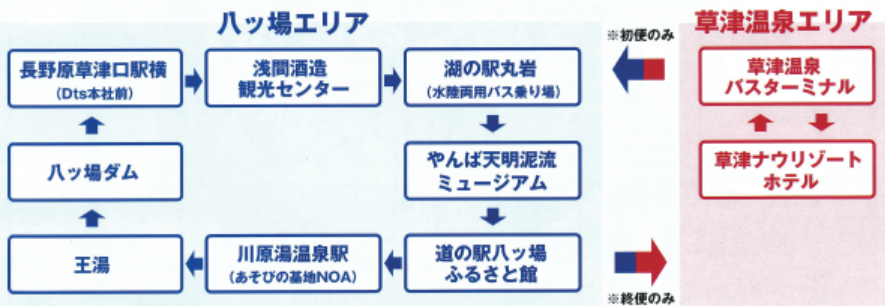 八ッ場エリア
※初便のみ
草津温泉エリア
長野原草津口駅横
(Dts本社前)
浅間酒造
観光センター
湖の駅丸岩
(水陸両用バス乗り場)
草津温泉
バスターミナル
八ッ場ダム
やんば天明泥流
ミュージアム
草津ナウリゾート
ホテル
王湯
川原湯温泉駅
(あそびの基地NOA)
道の駅八ッ場
ふるさと館
※終便のみ